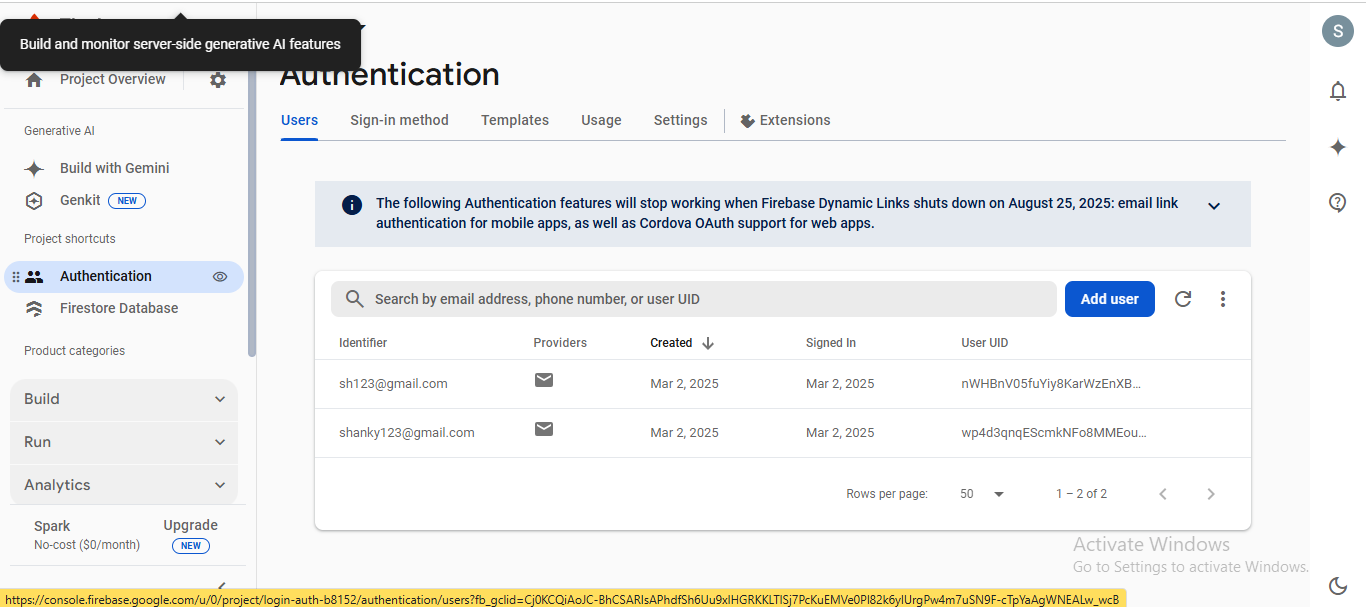 Build and monitor server-side generative AI features
Project Overview
Generative AI
Build with Gemini
Genkit NEW
Project shortcuts
Authentication
Firestore Database
Product categories
Build
Run
Analytics
Spark
No-cost ($0/month)
Upgrade
NEW
Authentication
Users Sign-in method Templates Usage Settings Extensions
The following Authentication features will stop working when Firebase Dynamic Links shuts down on August 25, 2025: email link
authentication for mobile apps, as well as Cordova OAuth support for web apps.
Search by email address, phone number, or user UID
Add user
Identifier Providers Created Signed In User UID
sh123@gmail.com Mar 2, 2025 Mar 2, 2025 nWHBnV05fuYiy8KarWzEnXB...
shanky123@gmail.com Mar 2, 2025 Mar 2, 2025 wp4d3qnqEScmkNFo8MMEou...
Rows per page: 50 1 – 2 of 2
S
Activate Windows
Go to Settings to activate Windows.
https://console.firebase.google.com/u/0/project/login-auth-b8152/authentication/users?fb_gclid=Cj0KCQiAoJC-BhCSARIsAPhdfSh6Uu9xIHGRKKLTlSj7PcKuEMVe0PI82k6yIUrgPw4m7uSN9F-cTpYaAgWNEALw_wcB